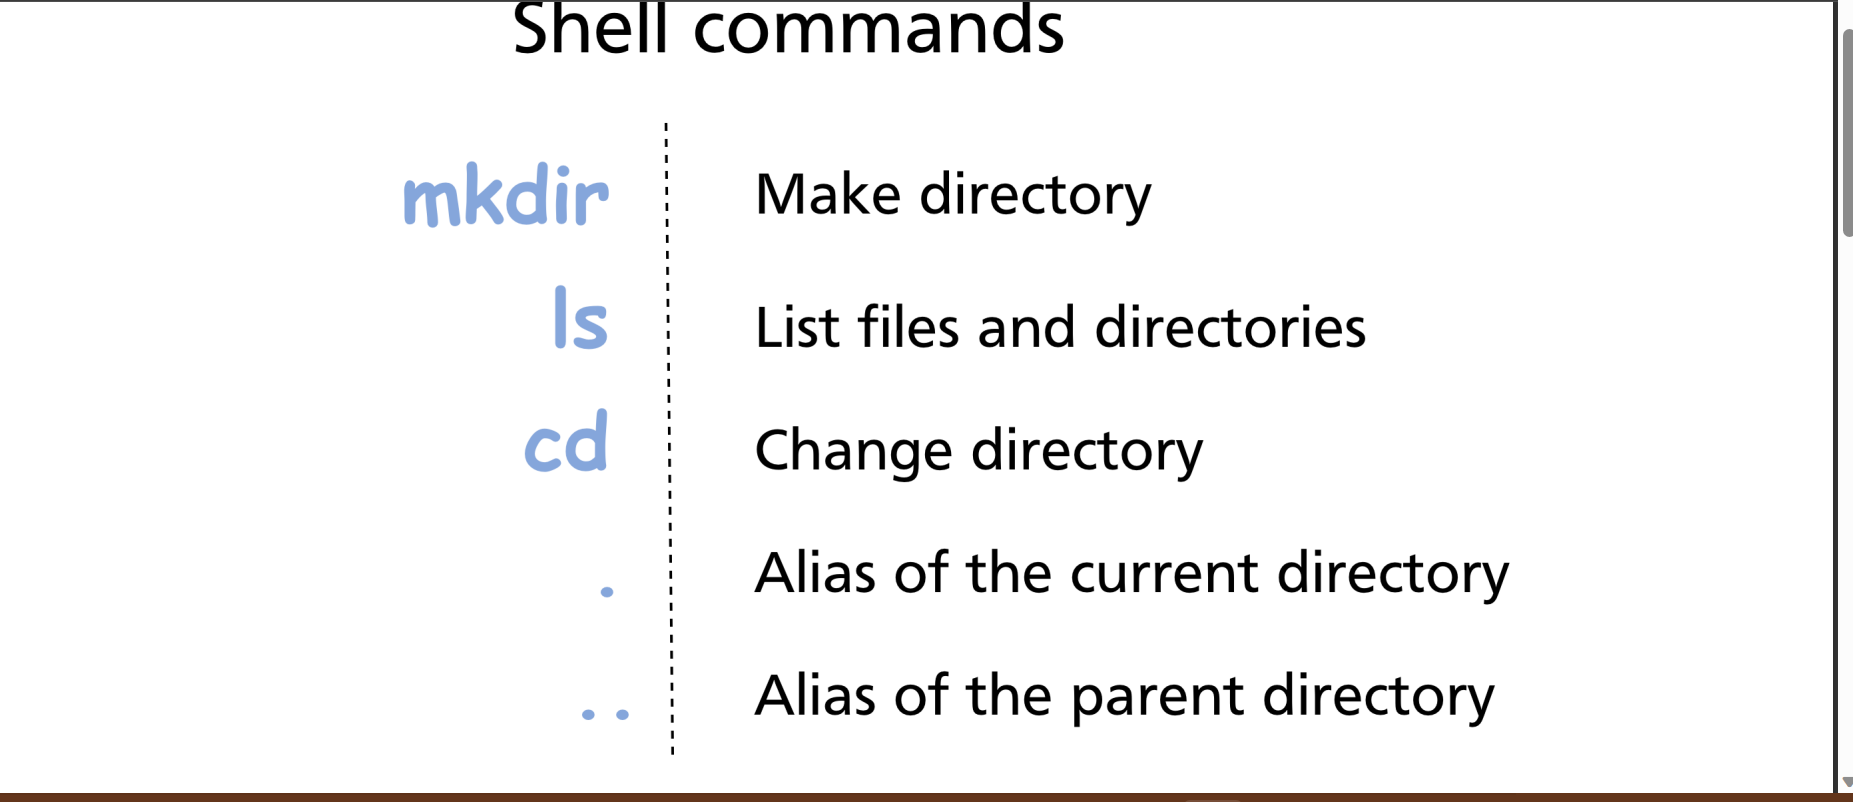 Shell commands
mkdir Make directory
ls List files and directories
cd Change directory
. Alias of the current directory
.. Alias of the parent directory